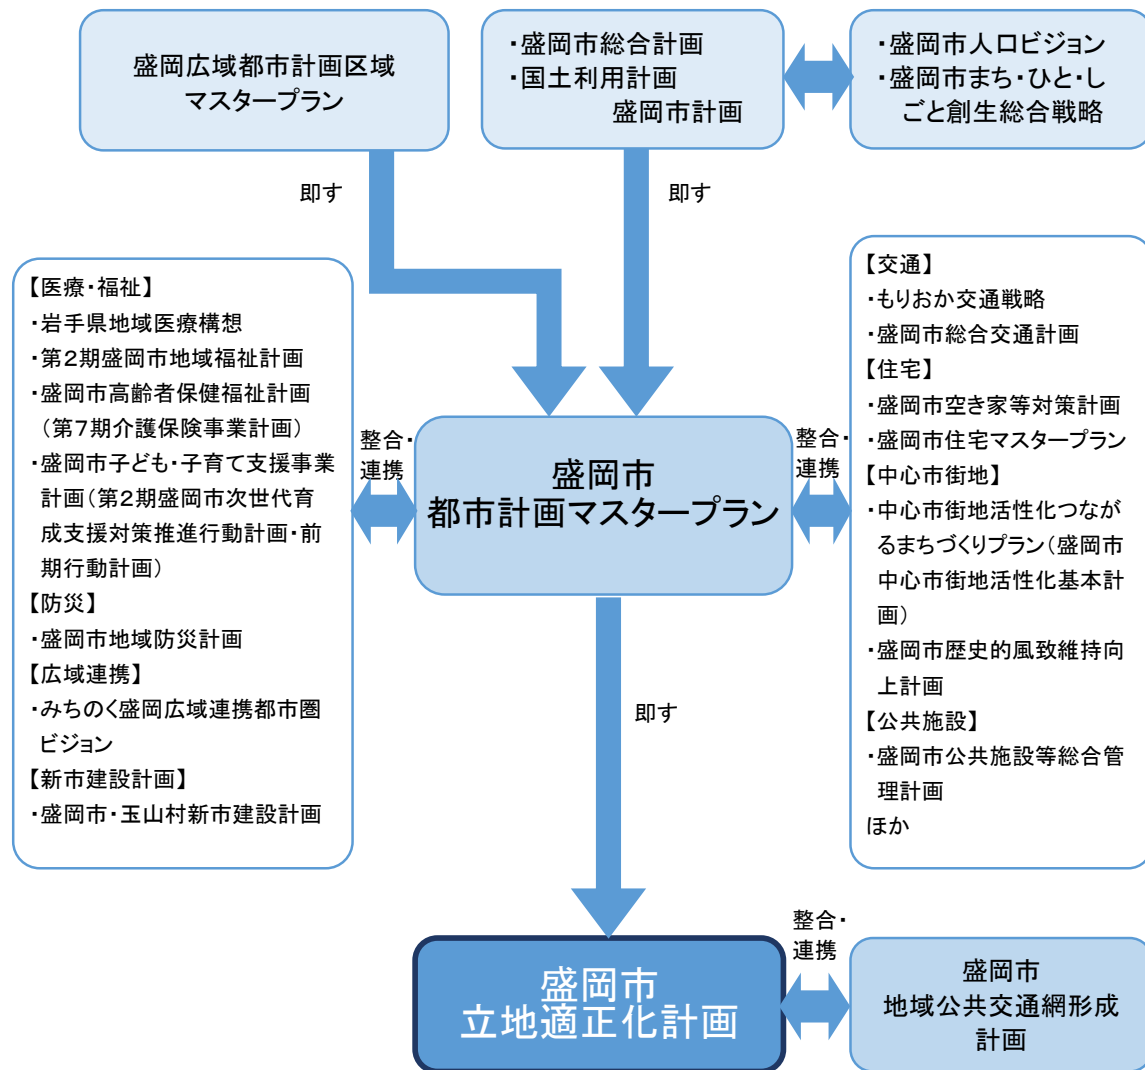 盛岡広域都市計画区域
マスタープラン
・盛岡市総合計画
・国土利用計画
盛岡市計画
・盛岡市人口ビジョン
・盛岡市まち・ひと・し
ごと創生総合戦略
即す
即す
【医療・福祉】
・岩手県地域医療構想
・第2期盛岡市地域福祉計画
・盛岡市高齢者保健福祉計画
（第7期介護保険事業計画）
・盛岡市子ども・子育て支援事業
計画（第2期盛岡市次世代育
成支援対策推進行動計画・前
期行動計画）
【防災】
・盛岡市地域防災計画
【広域連携】
・みちのく盛岡広域連携都市圏
ビジョン
【新市建設計画】
・盛岡市・玉山村新市建設計画
整合・
連携
盛岡市
都市計画マスタープラン
整合・
連携
【交通】
・もりおか交通戦略
・盛岡市総合交通計画
【住宅】
・盛岡市空き家等対策計画
・盛岡市住宅マスタープラン
【中心市街地】
・中心市街地活性化つなが
るまちづくりプラン（盛岡市
中心市街地活性化基本計
画）
・盛岡市歴史的風致維持向
上計画
【公共施設】
・盛岡市公共施設等総合管
理計画
ほか
即す
盛岡市
立地適正化計画
整合・
連携
盛岡市
地域公共交通網形成
計画